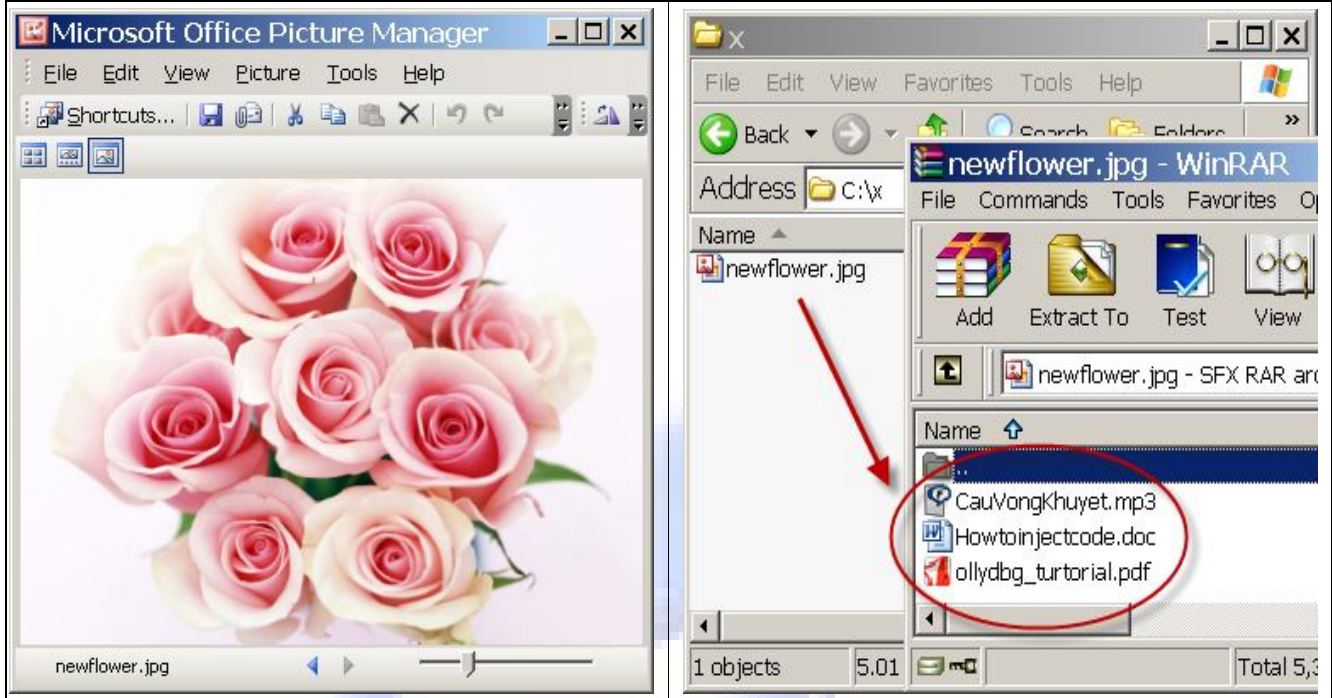 Microsoft Office Picture Manager
File Edit View Picture Tools Help
Shortcuts...
newflower.jpg
x
File Edit View Favorites Tools Help
Back Search Folders »
Address C:\x
Name
newflower.jpg
1 objects 5.01
newflower.jpg - WinRAR
File Commands Tools Favorites
Add Extract To Test View
newflower.jpg - SFX RAR
Name
..
CauVongKhuyet.mp3
Howtoinjectcode.doc
ollydbg_turtorial.pdf
Total 5,3